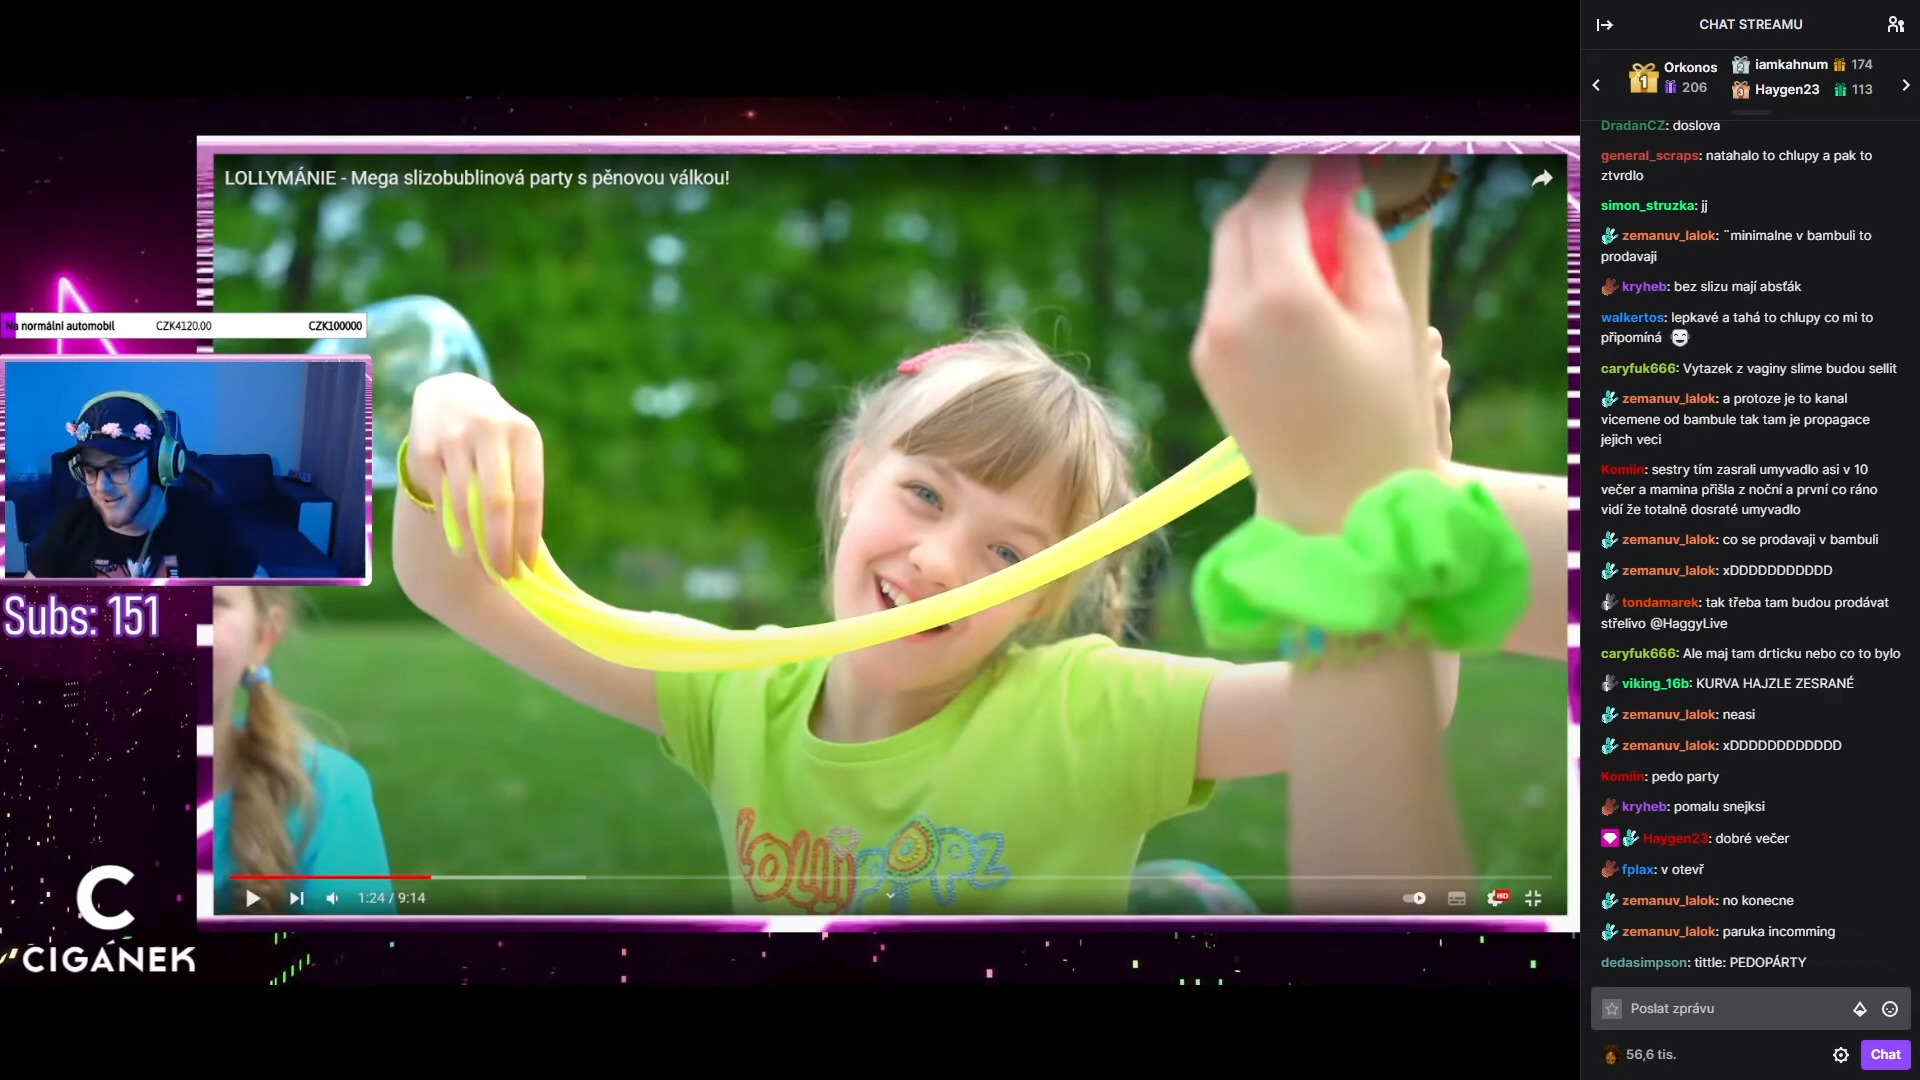 LOLLYMÁNIE - Mega slizobublinová party s pěnovou válkou!
Na normální automobil CZK4120.00 CZK100000
Subs: 151
LOLLIPOPZ
1:24 / 9:14
HD
C
CIGÁNEK
CHAT STREAMU
1 Orkonos 206
2 iamkahnum 174
3 Haygen23 113
DradanCZ: doslova
general_scraps: natahalo to chlupy a pak to
ztvrdlo
simon_struzka: jj
zemanuv_lalok: ¨minimalne v bambuli to
prodavaji
kryheb: bez slizu mají absťák
walkertos: lepkavé a tahá to chlupy co mi to
připomíná
caryfuk666: Vytazek z vaginy slime budou sellit
zemanuv_lalok: a protoze je to kanal
vicemene od bambule tak tam je propagace
jejich veci
Komiin: sestry tím zasrali umyvadlo asi v 10
večer a mamina přišla z noční a první co ráno
vidí že totalně dosraté umyvadlo
zemanuv_lalok: co se prodavaji v bambuli
zemanuv_lalok: xDDDDDDDDDDD
tondamarek: tak třeba tam budou prodávat
střelivo @HaggyLive
caryfuk666: Ale maj tam drticku nebo co to bylo
viking_16b: KURVA HAJZLE ZESRANÉ
zemanuv_lalok: neasi
zemanuv_lalok: xDDDDDDDDDDDD
Komiin: pedo party
kryheb: pomalu snejksi
Haygen23: dobré večer
fplax: v otevř
zemanuv_lalok: no konecne
zemanuv_lalok: paruka incomming
dedasimpson: tittle: PEDOPÁRTY
Poslat zprávu
56,6 tis.
Chat